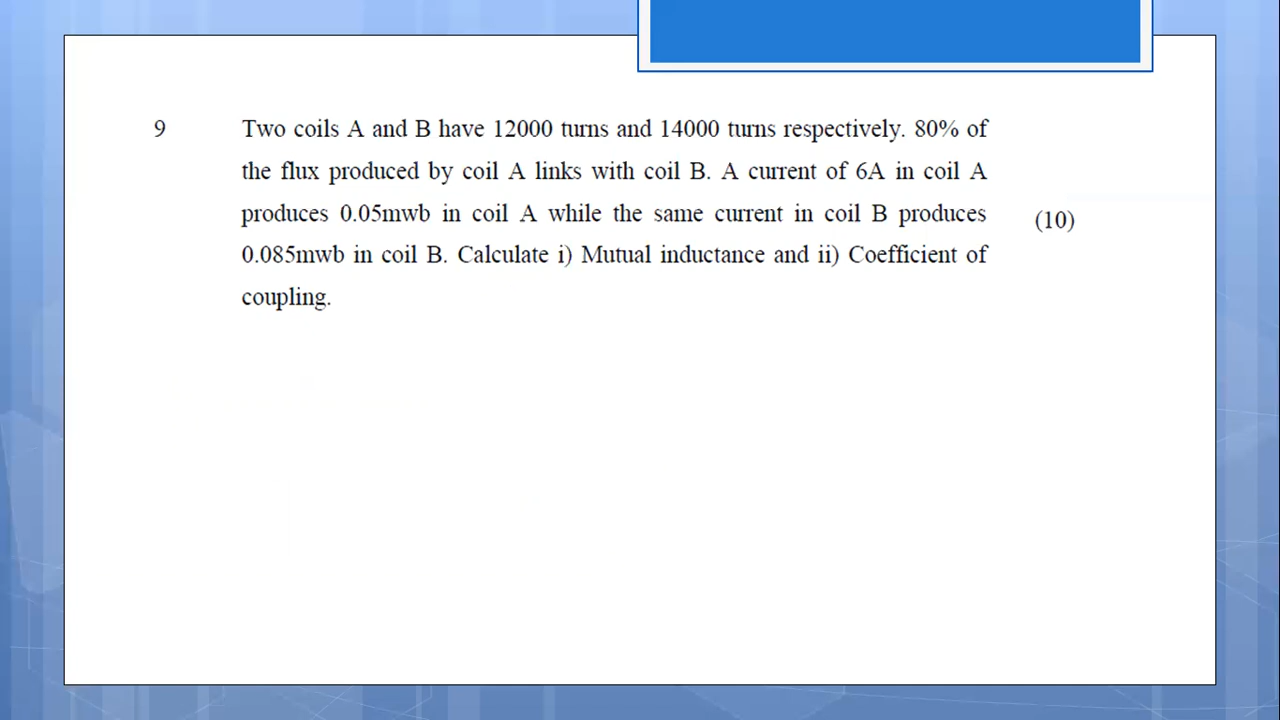 9 Two coils A and B have 12000 turns and 14000 turns respectively. 80% of
the flux produced by coil A links with coil B. A current of 6A in coil A
produces 0.05mwb in coil A while the same current in coil B produces
(10)
0.085mwb in coil B. Calculate i) Mutual inductance and ii) Coefficient of
coupling.